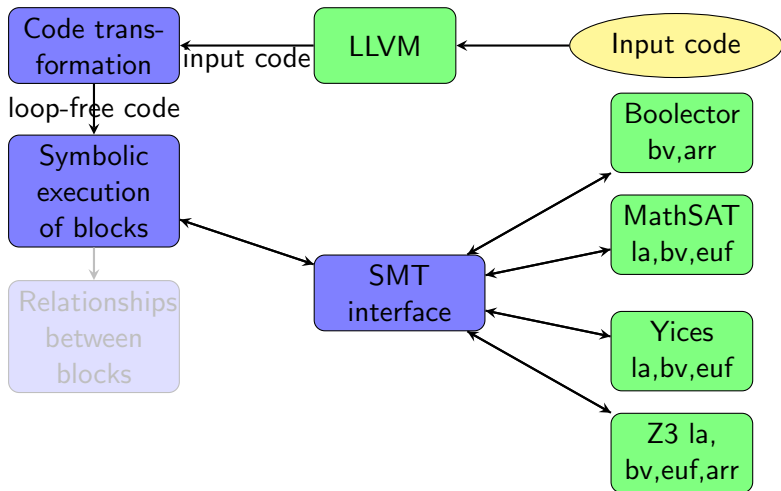 Code trans-
formation
input code
LLVM
Input code
loop-free code
Symbolic
execution
of blocks
Relationships
between
blocks
SMT
interface
Boolector
bv,arr
MathSAT
la,bv,euf
Yices
la,bv,euf
Z3 la,
bv,euf,arr